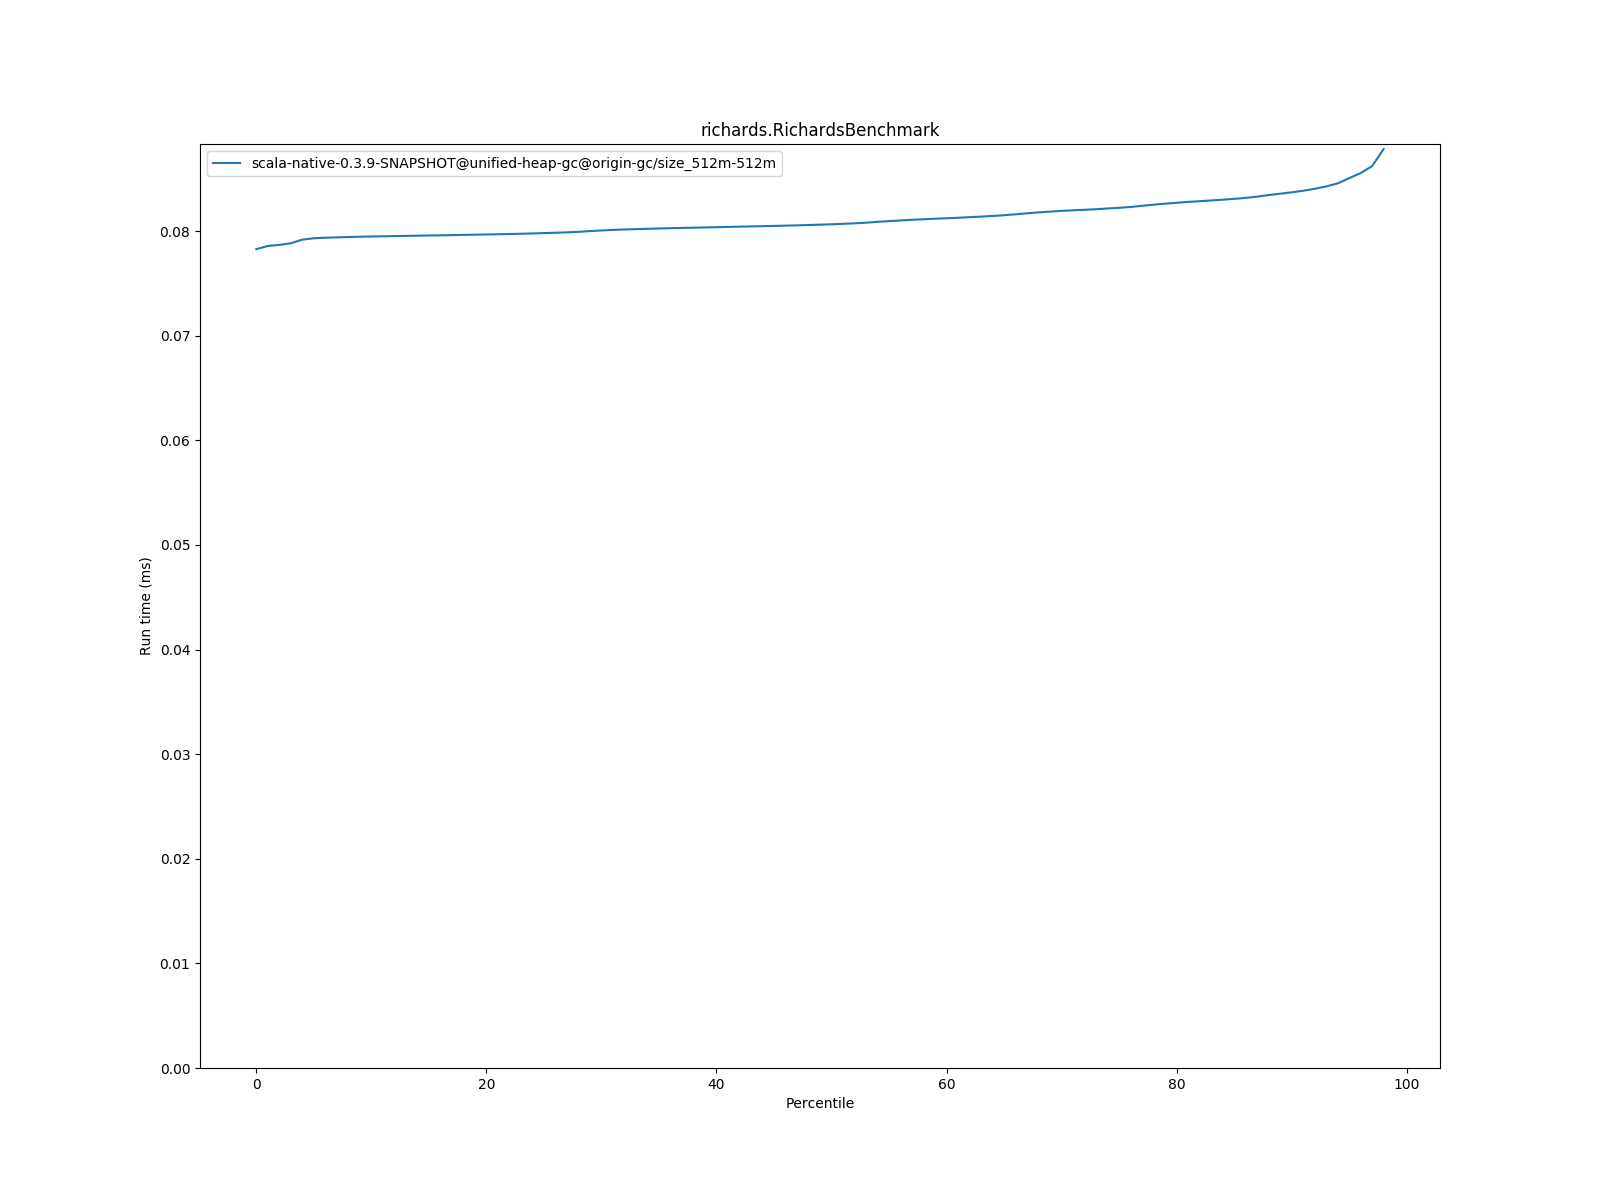 richards.RichardsBenchmark
scala-native-0.3.9-SNAPSHOT@unified-heap-gc@origin-gc/size_512m-512m
0.08
0.07
0.06
0.05
0.04
0.03
0.02
0.01
0.00
Run time (ms)
0 20 40 60 80 100
Percentile